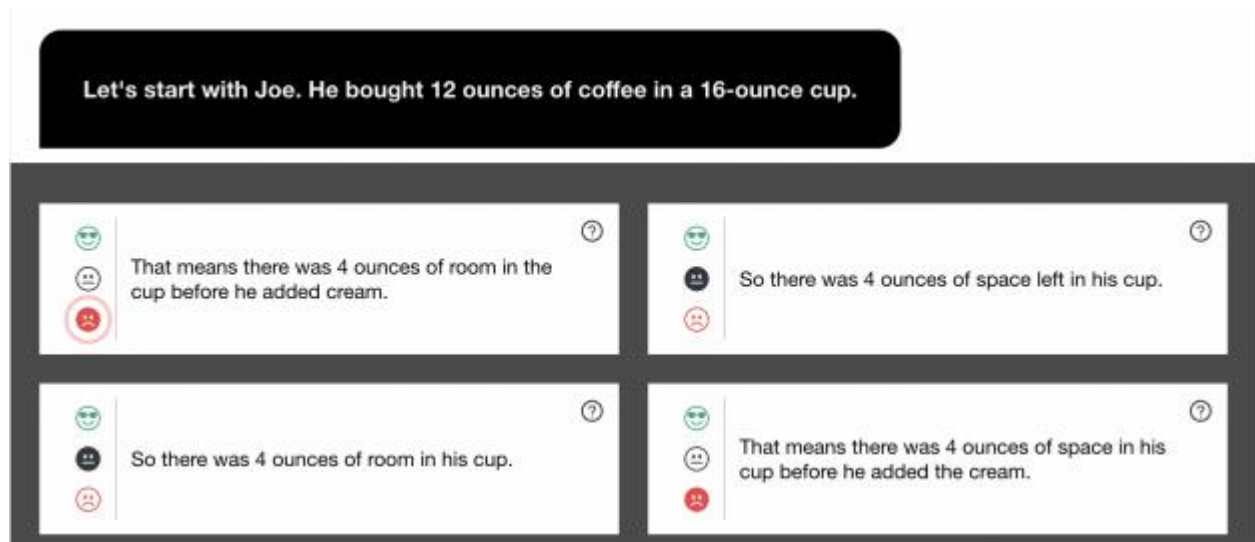 Let's start with Joe. He bought 12 ounces of coffee in a 16-ounce cup.
?
That means there was 4 ounces of room in the
cup before he added cream.
?
So there was 4 ounces of space left in his cup.
?
So there was 4 ounces of room in his cup.
?
That means there was 4 ounces of space in his
cup before he added the cream.